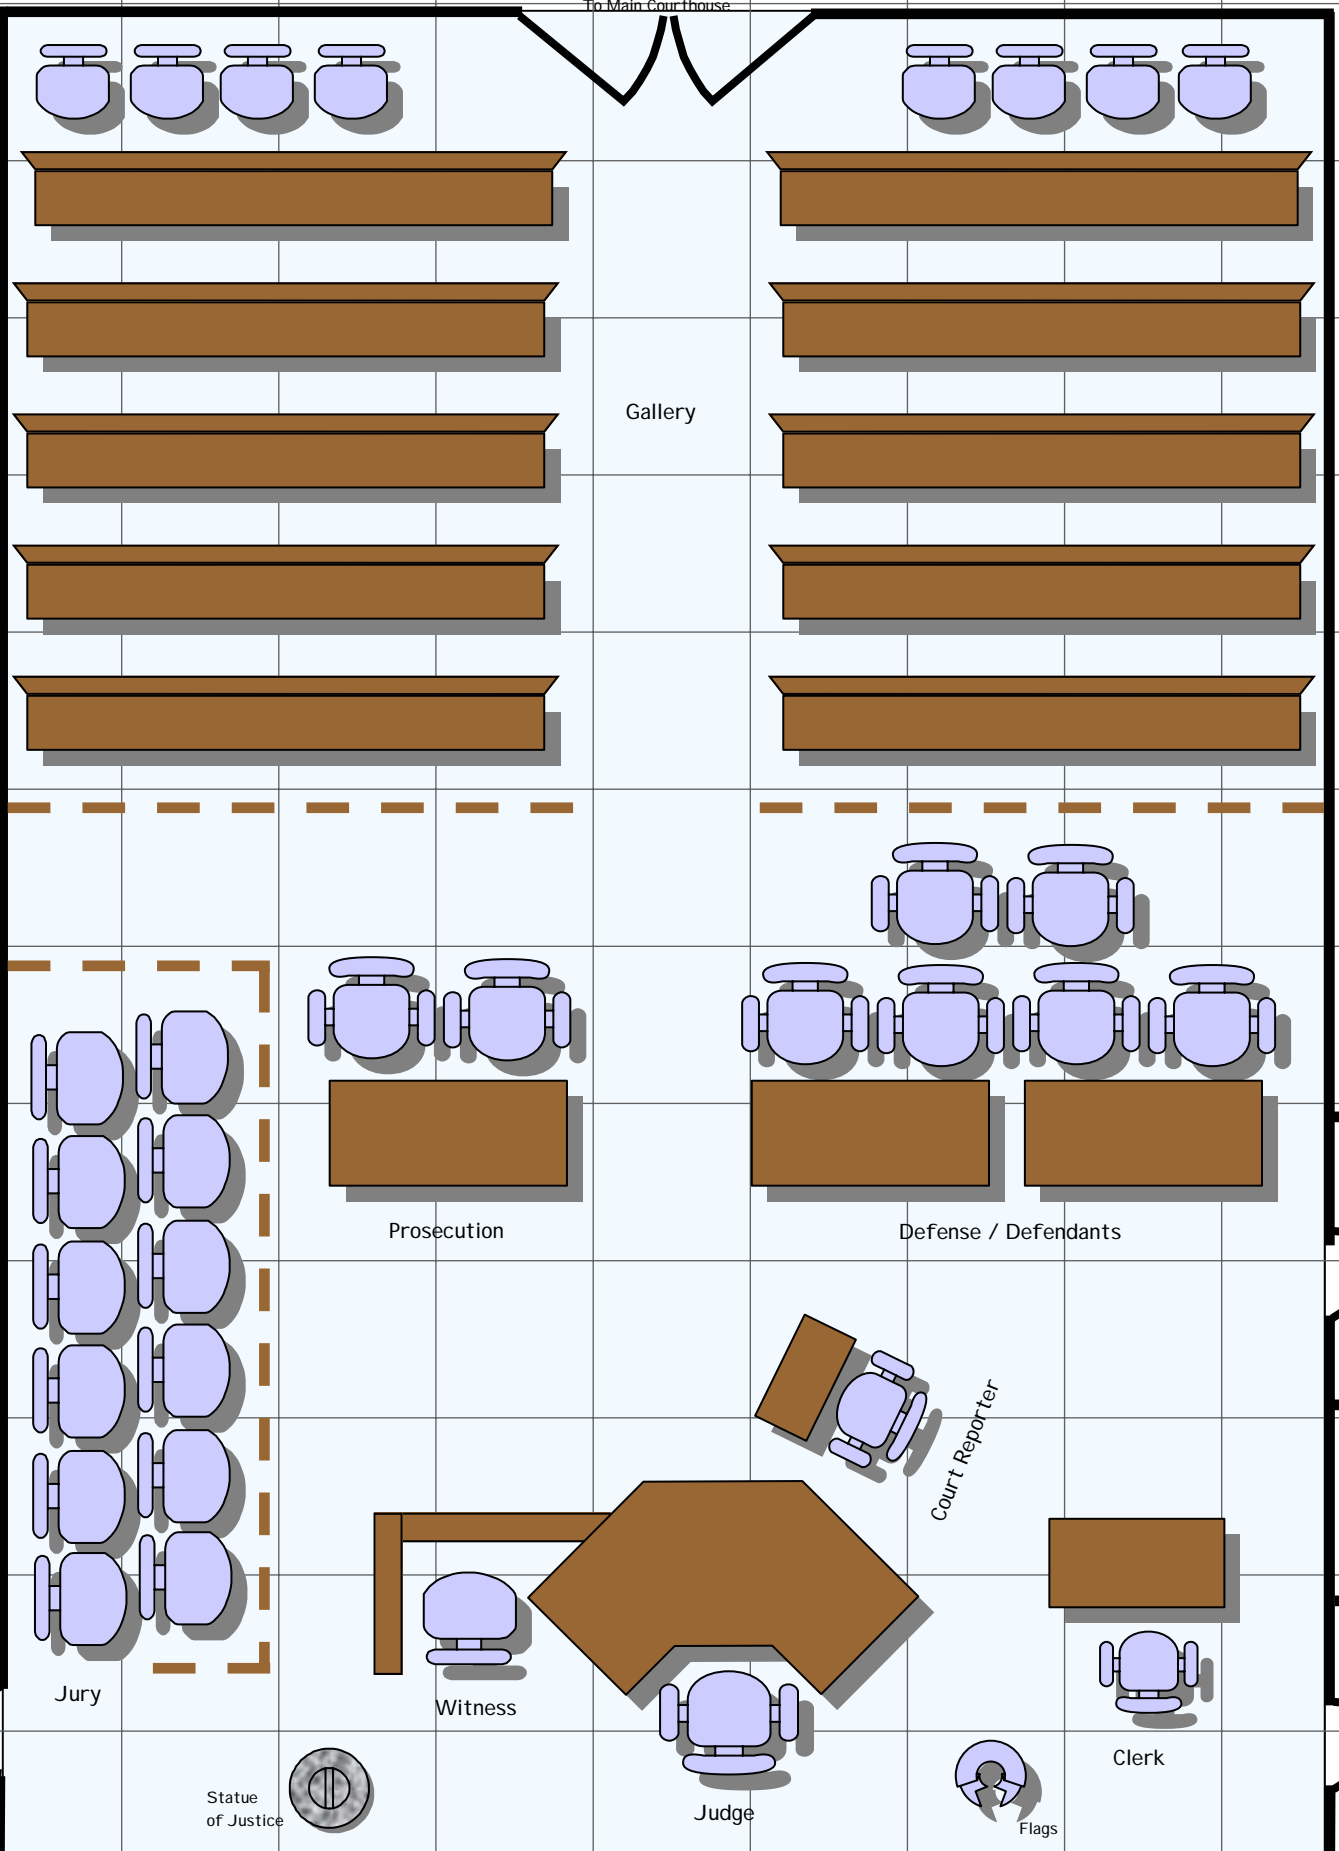 To Main Courthouse
Gallery
Prosecution
Defense / Defendants
Court Reporter
Jury
Witness
Clerk
Statue
of Justice
Judge
Flags